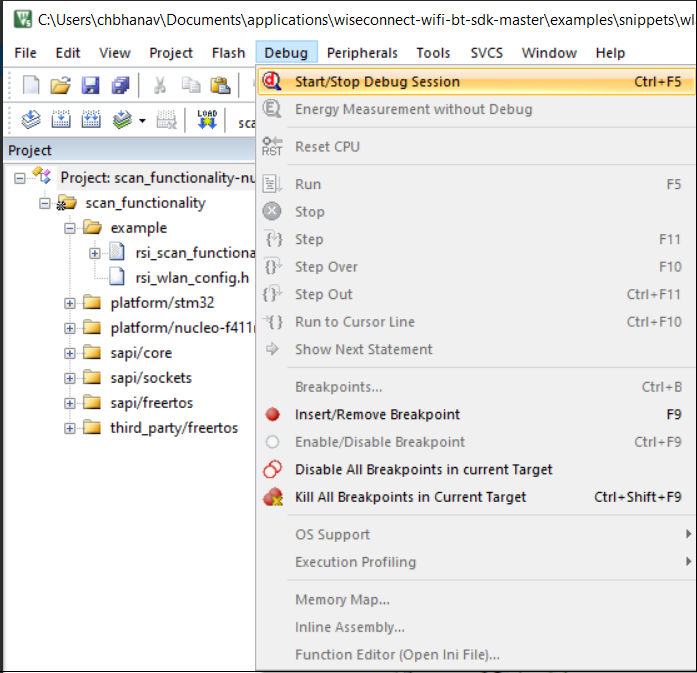 C:\Users\chbhanav\Documents\applications\wiseconnect-wifi-bt-sdk-master\examples\snippets\wl
File Edit View Project Flash Debug Peripherals Tools SVCS Window Help
Start/Stop Debug Session Ctrl+F5
Energy Measurement without Debug
LOAD
sca
Reset CPU
RST
Project
Project: scan_functionality-nu
Run F5
scan_functionality
Stop
example
Step F11
rsi_scan_functiona
Step Over F10
rsi_wlan_config.h
Step Out Ctrl+F11
platform/stm32
Run to Cursor Line Ctrl+F10
platform/nucleo-f411r
Show Next Statement
sapi/core
sapi/sockets
Breakpoints... Ctrl+B
sapi/freertos
Insert/Remove Breakpoint F9
third_party/freertos
Enable/Disable Breakpoint Ctrl+F9
Disable All Breakpoints in current Target
Kill All Breakpoints in Current Target Ctrl+Shift+F9
OS Support
Execution Profiling
Memory Map...
Inline Assembly...
Function Editor (Open Ini File)...